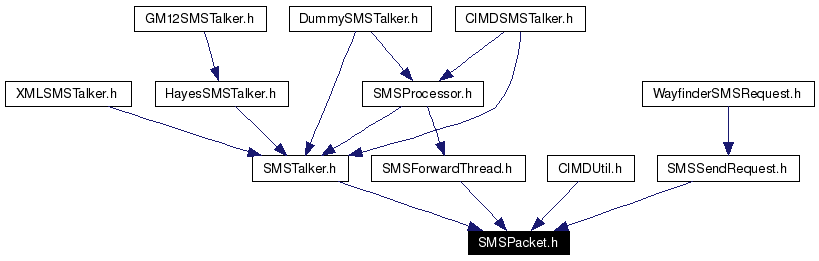 GM12SMSTalker.h
DummySMSTalker.h
CIMDSMSTalker.h
XMLSMSTalker.h
HayesSMSTalker.h
SMSProcessor.h
WayfinderSMSRequest.h
SMSTalker.h
SMSForwardThread.h
CIMDUtil.h
SMSSendRequest.h
SMSPacket.h